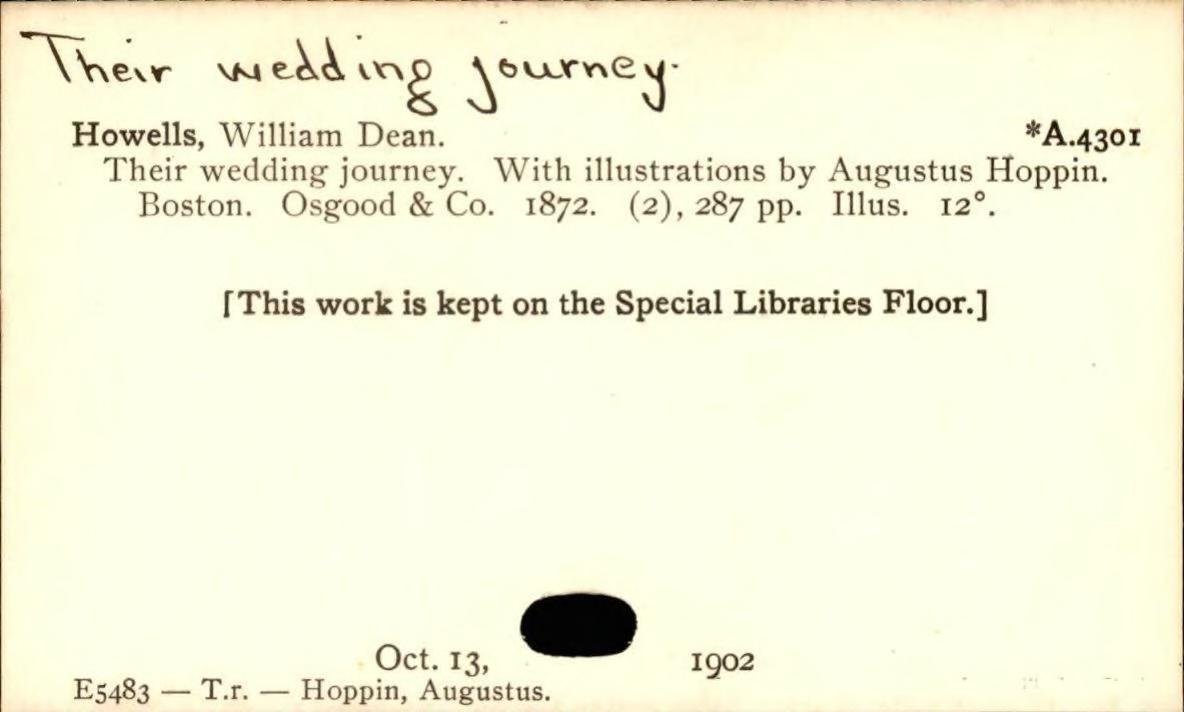 Their wedding journey.
Howells, William Dean. *A.4301
Their wedding journey. With illustrations by Augustus Hoppin.
Boston. Osgood & Co. 1872. (2), 287 pp. Illus. 12°.
[This work is kept on the Special Libraries Floor.]
Oct. 13, 1902
E5483 — T.r. — Hoppin, Augustus.